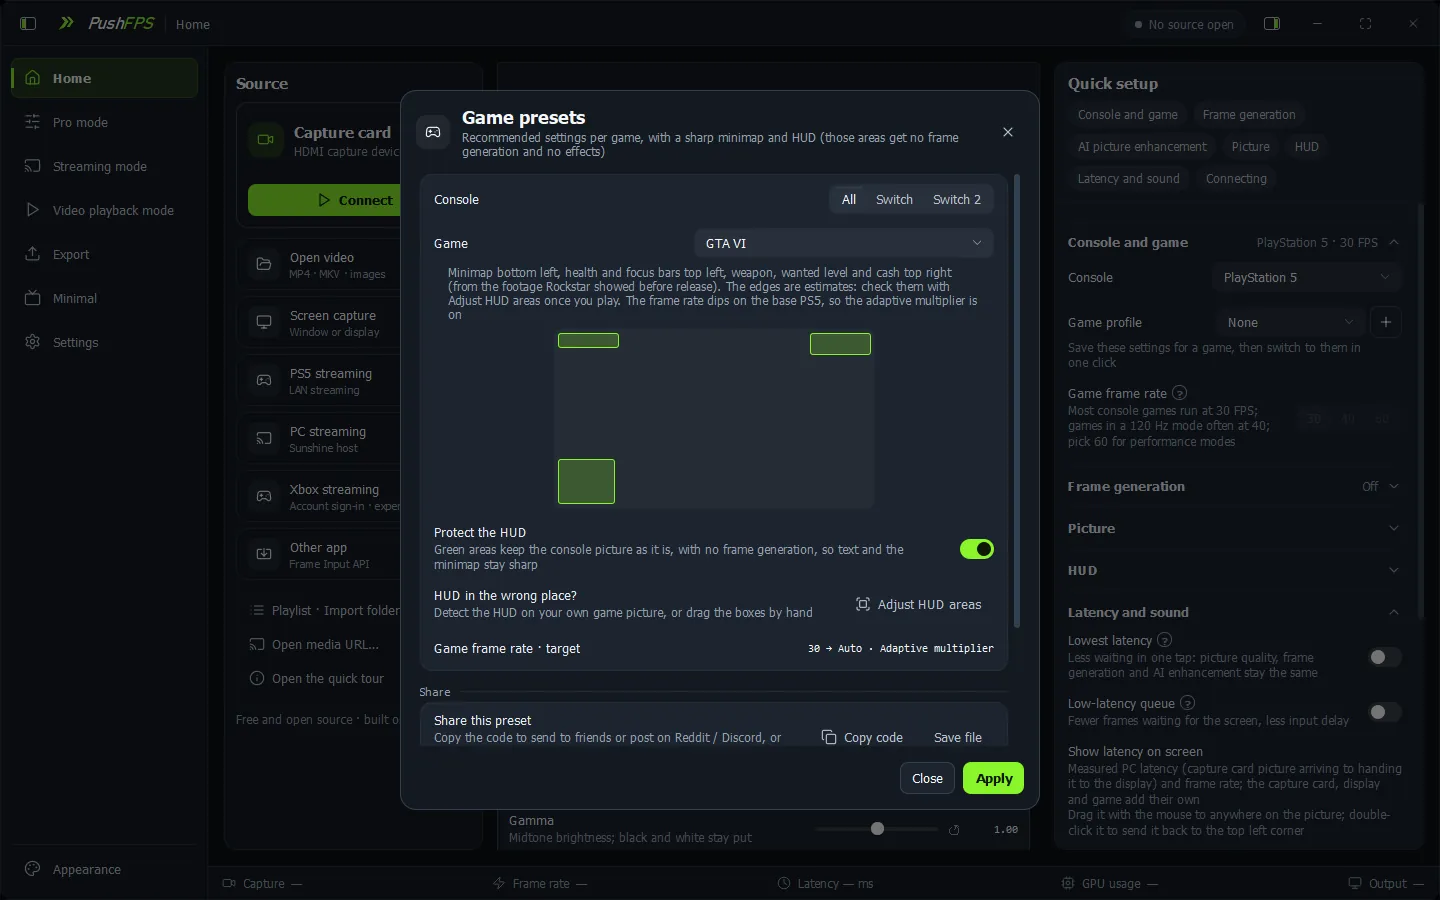 PushFPS
Home
No source open
Home
Pro mode
Streaming mode
Video playback mode
Export
Minimal
Settings
Appearance
Source
Capture card
HDMI capture devic
Connect
Open video
MP4 · MKV · images
Screen capture
Window or display
PS5 streaming
LAN streaming
PC streaming
Sunshine host
Xbox streaming
Account sign-in · exper
Other app
Frame Input API
Playlist · Import folder
Open media URL...
Open the quick tour
Free and open source · built o
Game presets
Recommended settings per game, with a sharp minimap and HUD (those areas get no frame
generation and no effects)
Console
All
Switch
Switch 2
Game
GTA VI
Minimap bottom left, health and focus bars top left, weapon, wanted level and cash top right
(from the footage Rockstar showed before release). The edges are estimates: check them with
Adjust HUD areas once you play. The frame rate dips on the base PS5, so the adaptive multiplier is
on
Protect the HUD
Green areas keep the console picture as it is, with no frame generation, so text and the
minimap stay sharp
HUD in the wrong place?
Detect the HUD on your own game picture, or drag the boxes by hand
Adjust HUD areas
Game frame rate · target
30 → Auto · Adaptive multiplier
Share
Share this preset
Copy the code to send to friends or post on Reddit / Discord, or
Copy code
Save file
Close
Apply
Gamma
Midtone brightness; black and white stay put
1.00
Quick setup
Console and game
Frame generation
AI picture enhancement
Picture
HUD
Latency and sound
Connecting
Console and game
PlayStation 5 · 30 FPS
Console
PlayStation 5
Game profile
None
Save these settings for a game, then switch to them in
one click
Game frame rate
Most console games run at 30 FPS;
games in a 120 Hz mode often at 40;
pick 60 for performance modes
30
40
60
Frame generation
Off
Picture
HUD
Latency and sound
Lowest latency
Less waiting in one tap: picture quality, frame
generation and AI enhancement stay the same
Low-latency queue
Fewer frames waiting for the screen, less input delay
Show latency on screen
Measured PC latency (capture card picture arriving to handing
it to the display) and frame rate; the capture card, display
and game add their own
Drag it with the mouse to anywhere on the picture; double-
click it to send it back to the top left corner
Capture —
Frame rate —
Latency — ms
GPU usage —
Output —